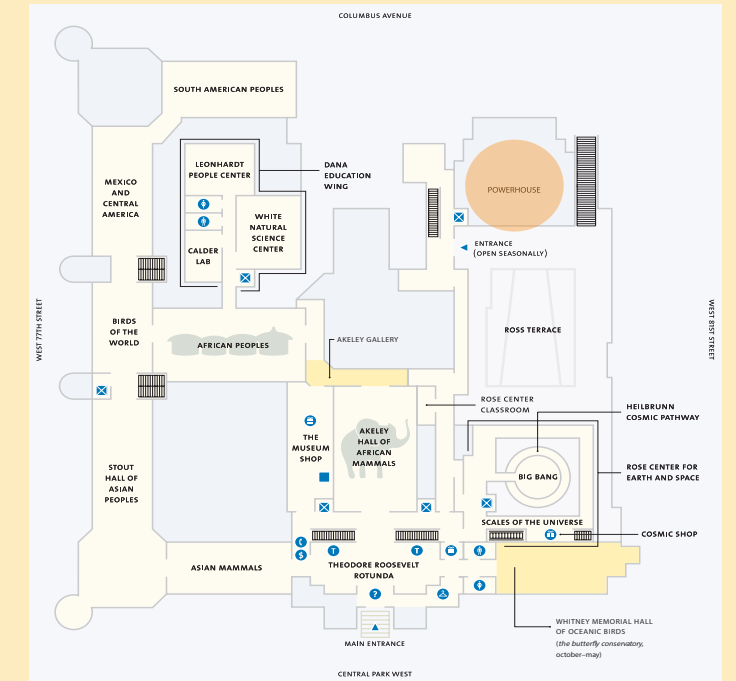 COLUMBUS AVENUE
SOUTH AMERICAN PEOPLES
LEONHARDT
PEOPLE CENTER
DANA
EDUCATION
WING
MEXICO
AND
CENTRAL
AMERICA
POWERHOUSE
WHITE
NATURAL
SCIENCE
CENTER
CALDER
LAB
ENTRANCE
(OPEN SEASONALLY)
WEST 77TH STREET
WEST 81ST STREET
BIRDS
OF THE
WORLD
ROSS TERRACE
AFRICAN PEOPLES
AKELEY GALLERY
ROSE CENTER
CLASSROOM
HEILBRUNN
COSMIC PATHWAY
THE
MUSEUM
SHOP
AKELEY
HALL OF
AFRICAN
MAMMALS
STOUT
HALL OF
ASIAN
PEOPLES
BIG BANG
ROSE CENTER FOR
EARTH AND SPACE
SCALES OF THE UNIVERSE
COSMIC SHOP
$
T
T
ASIAN MAMMALS
THEODORE ROOSEVELT
ROTUNDA
?
WHITNEY MEMORIAL HALL
OF OCEANIC BIRDS
(the butterfly conservatory,
october–may)
MAIN ENTRANCE
CENTRAL PARK WEST